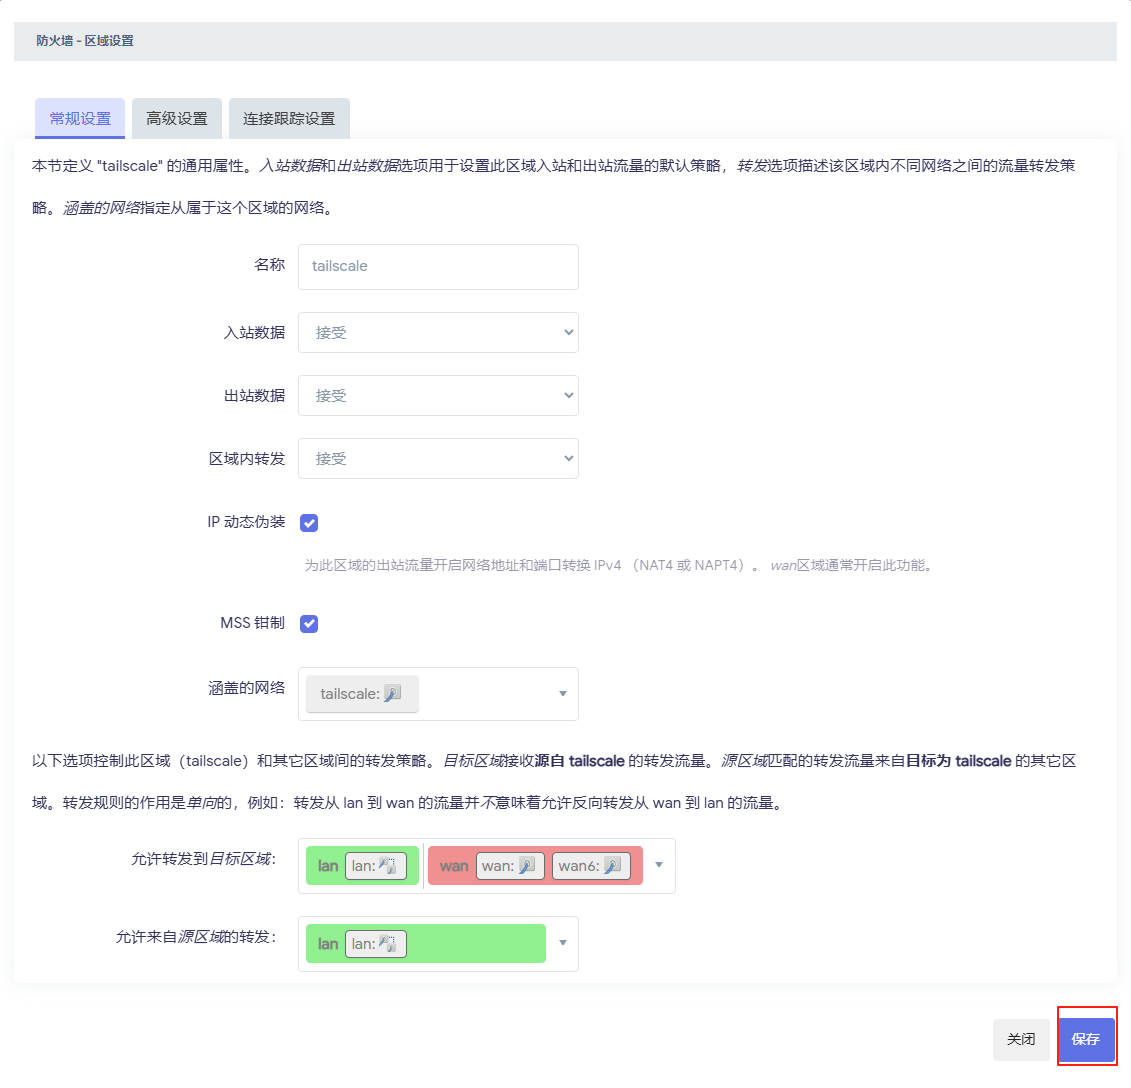 防火墙 - 区域设置
常规设置 高级设置 连接跟踪设置
本节定义 "tailscale" 的通用属性。入站数据和出站数据选项用于设置此区域入站和出站流量的默认策略，转发选项描述该区域内不同网络之间的流量转发策
略。涵盖的网络指定从属于这个区域的网络。
名称 tailscale
入站数据 接受
出站数据 接受
区域内转发 接受
IP 动态伪装
为此区域的出站流量开启网络地址和端口转换 IPv4 （NAT4 或 NAPT4）。 wan区域通常开启此功能。
MSS 钳制
涵盖的网络 tailscale:
以下选项控制此区域（tailscale）和其它区域间的转发策略。目标区域接收源自 tailscale 的转发流量。源区域匹配的转发流量来自目标为 tailscale 的其它区
域。转发规则的作用是单向的，例如：转发从 lan 到 wan 的流量并不意味着允许反向转发从 wan 到 lan 的流量。
允许转发到目标区域： lan lan: wan wan: wan6:
允许来自源区域的转发： lan lan:
关闭 保存